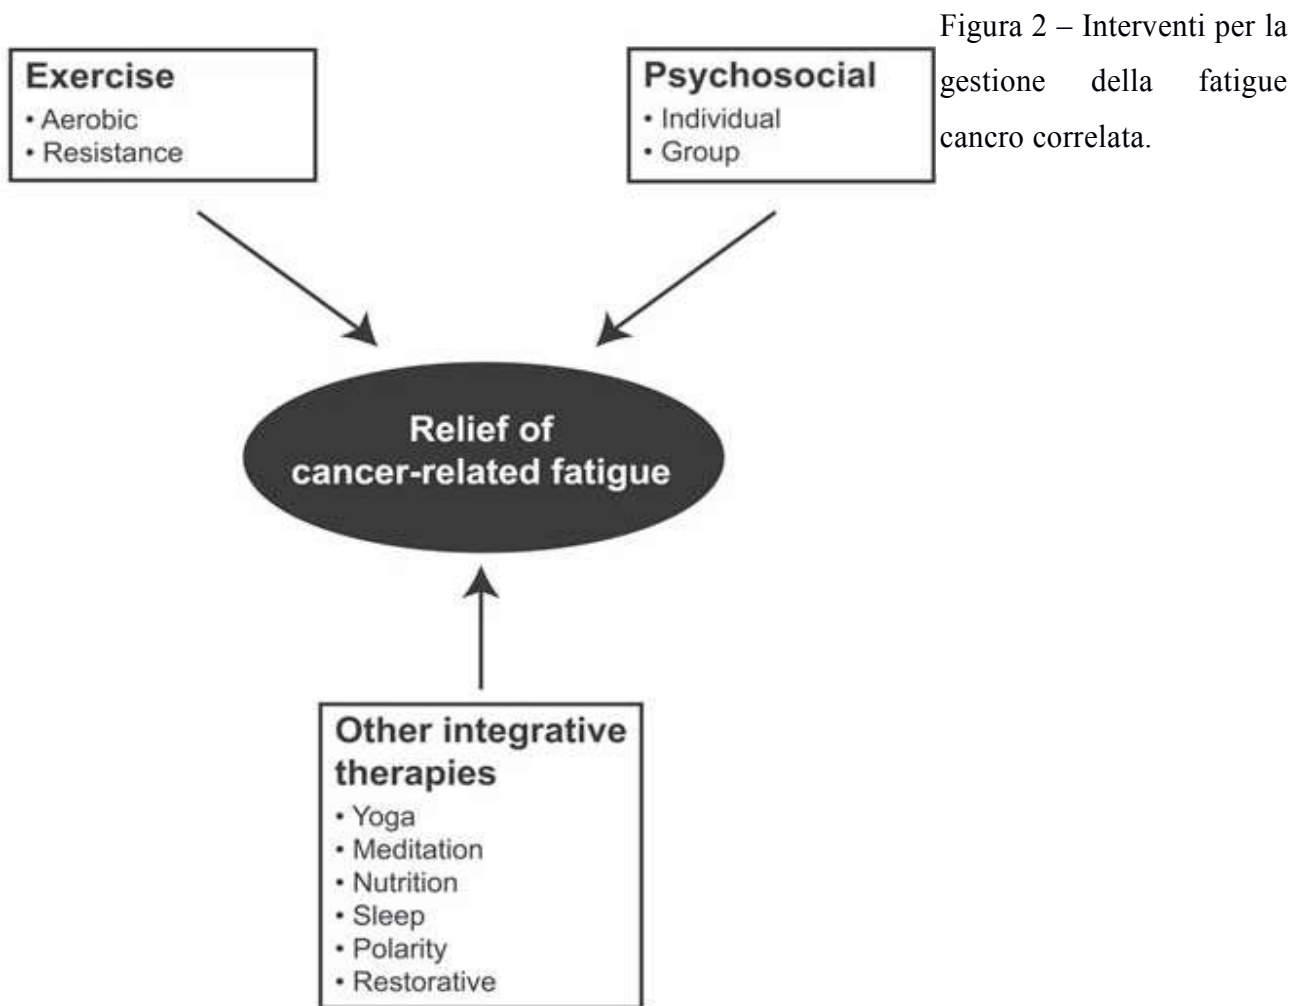 Figura 2 – Interventi per la
gestione della fatigue
cancro correlata.
Exercise
• Aerobic
• Resistance
Psychosocial
• Individual
• Group
Relief of
cancer-related fatigue
Other integrative
therapies
• Yoga
• Meditation
• Nutrition
• Sleep
• Polarity
• Restorative